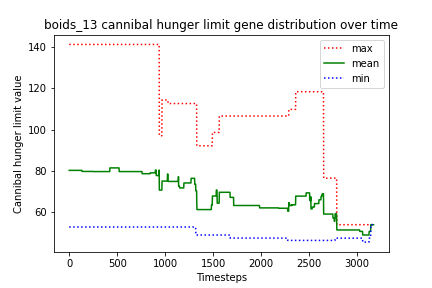 boids_13 cannibal hunger limit gene distribution over time
Cannibal hunger limit value
140
120
100
80
60
max
mean
min
0
500
1000
1500
2000
2500
3000
Timesteps